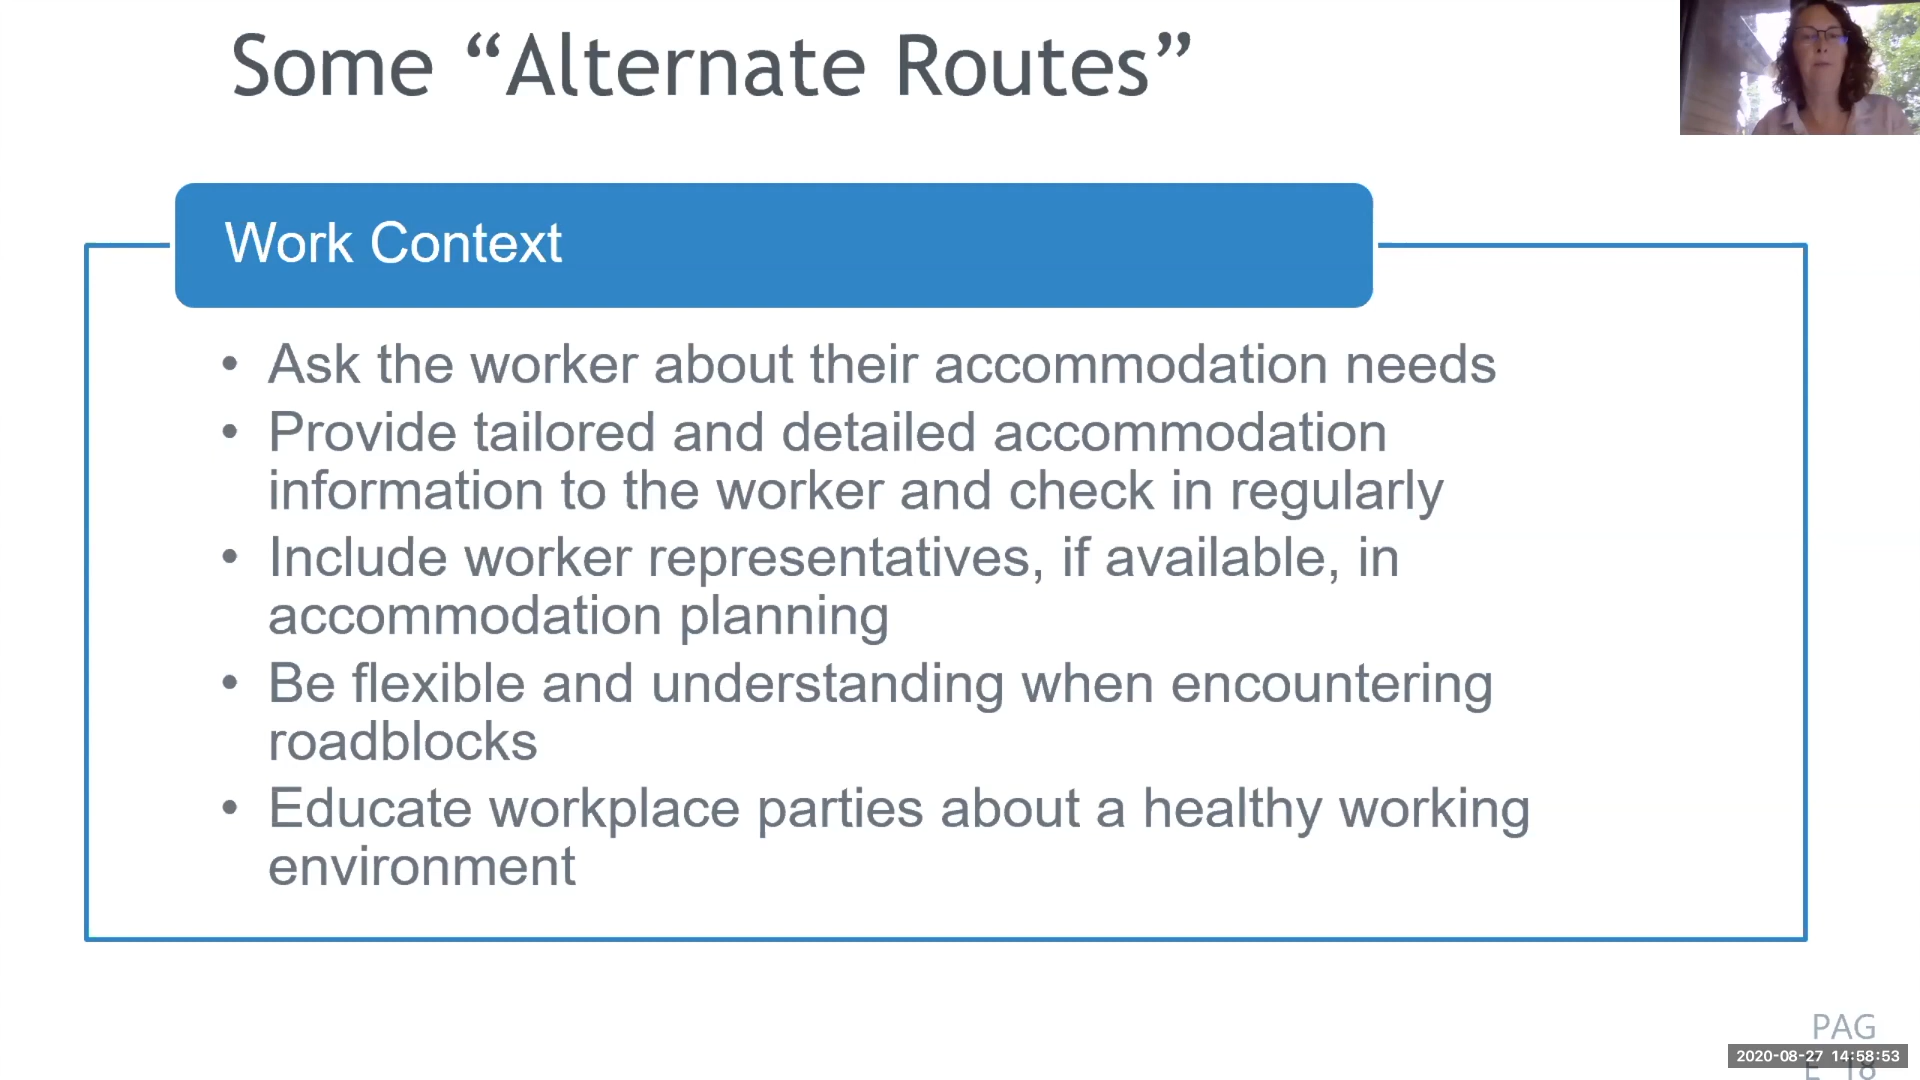 Some “Alternate Routes”
Work Context
• Ask the worker about their accommodation needs
• Provide tailored and detailed accommodation
information to the worker and check in regularly
• Include worker representatives, if available, in
accommodation planning
• Be flexible and understanding when encountering
roadblocks
• Educate workplace parties about a healthy working
environment
PAG
2020-08-27 14:58:53
E 18